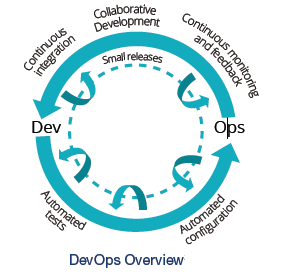 Collaborative
Development
Continuous
integration
Continuous monitoring
and feedback
Small releases
Dev
Ops
Automated
tests
Automated
configuration
DevOps Overview